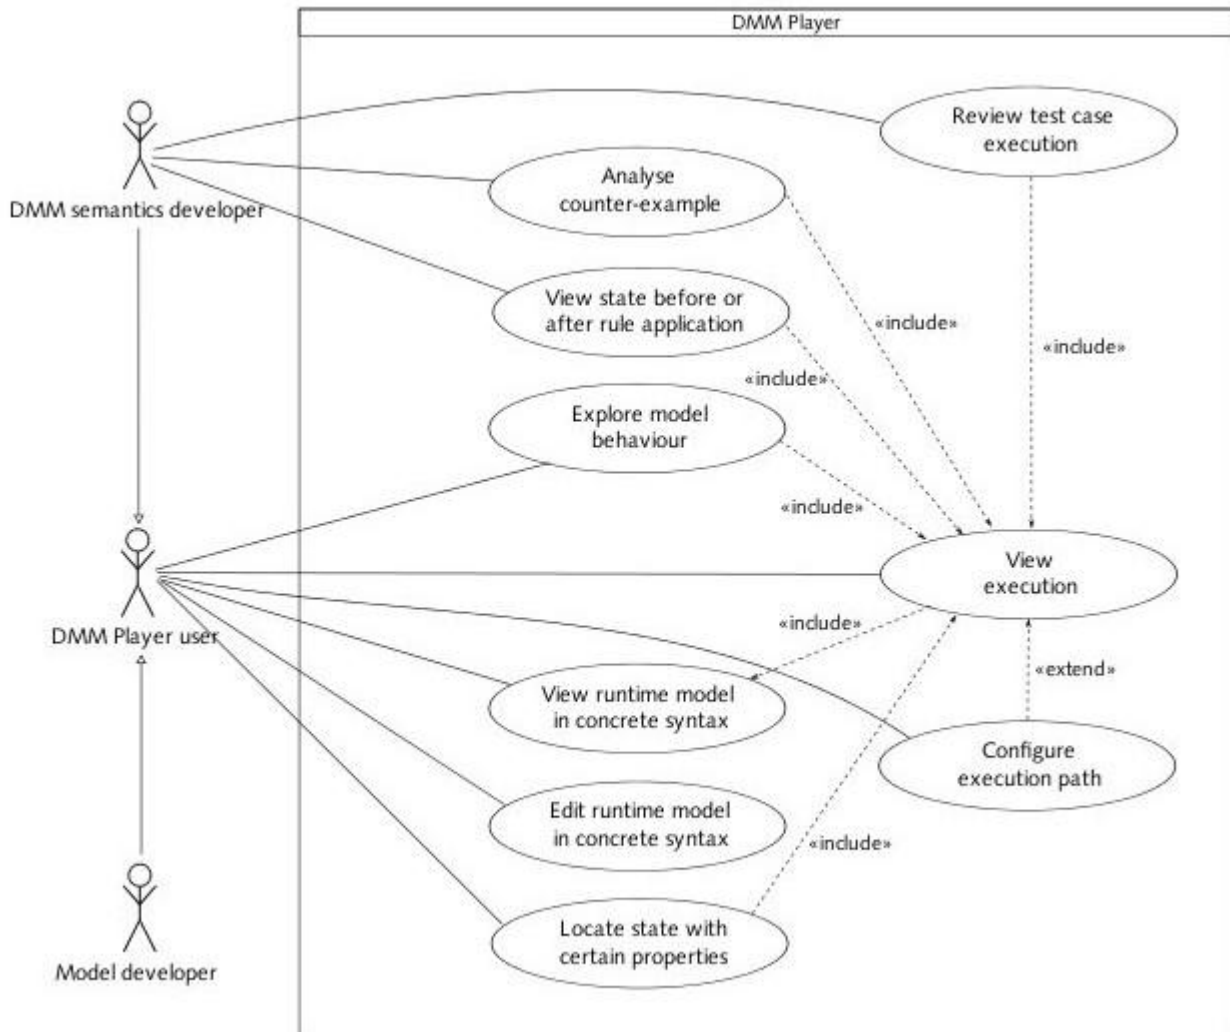 DMM Player
Review test case
execution
Analyse
counter-example
DMM semantics developer
View state before or
after rule application
«include»
«include»
«include»
Explore model
behaviour
«include»
View
execution
DMM Player user
«include»
«extend»
View runtime model
in concrete syntax
Configure
execution path
Edit runtime model
in concrete syntax
«include»
Locate state with
certain properties
Model developer